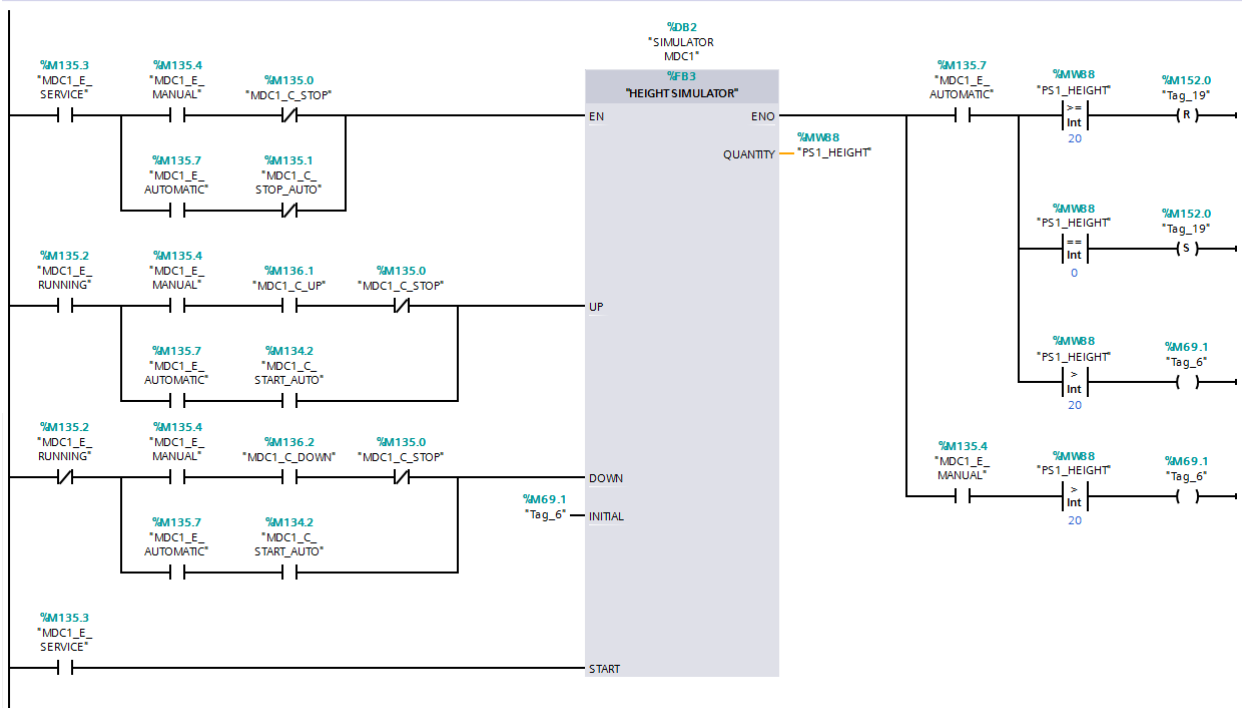 %DB2
"SIMULATOR
MDC1"
%FB3
"HEIGHT SIMULATOR"
%M135.3
"MDC1_E_
SERVICE"
%M135.4
"MDC1_E_
MANUAL"
%M135.0
"MDC1_C_STOP"
EN
ENO
%M135.7
"MDC1_E_
AUTOMATIC"
%MW88
"PS1_HEIGHT"
>=
Int
20
%M152.0
"Tag_19"
R
QUANTITY
%MW88
"PS1_HEIGHT"
%M135.7
"MDC1_E_
AUTOMATIC"
%M135.1
"MDC1_C_
STOP_AUTO"
%MW88
"PS1_HEIGHT"
==
Int
0
%M152.0
"Tag_19"
S
%M135.2
"MDC1_E_
RUNNING"
%M135.4
"MDC1_E_
MANUAL"
%M136.1
"MDC1_C_UP"
%M135.0
"MDC1_C_STOP"
UP
%M135.7
"MDC1_E_
AUTOMATIC"
%M134.2
"MDC1_C_
START_AUTO"
%MW88
"PS1_HEIGHT"
>
Int
20
%M69.1
"Tag_6"
%M135.2
"MDC1_E_
RUNNING"
%M135.4
"MDC1_E_
MANUAL"
%M136.2
"MDC1_C_DOWN"
%M135.0
"MDC1_C_STOP"
DOWN
%M135.4
"MDC1_E_
MANUAL"
%MW88
"PS1_HEIGHT"
>
Int
20
%M69.1
"Tag_6"
%M69.1
"Tag_6"
INITIAL
%M135.7
"MDC1_E_
AUTOMATIC"
%M134.2
"MDC1_C_
START_AUTO"
%M135.3
"MDC1_E_
SERVICE"
START